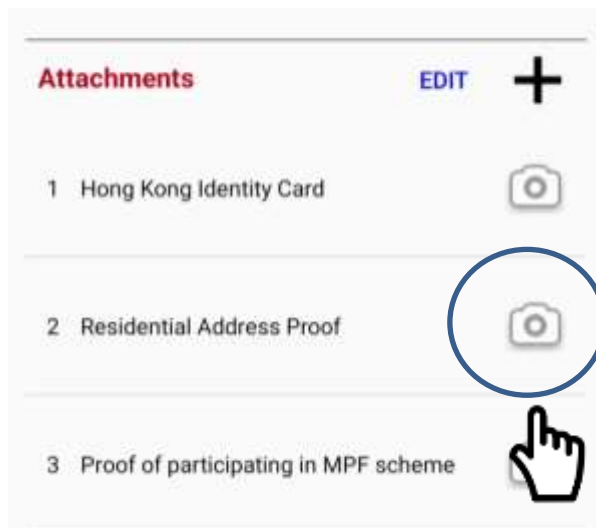 Attachments EDIT
1 Hong Kong Identity Card
2 Residential Address Proof
3 Proof of participating in MPF scheme